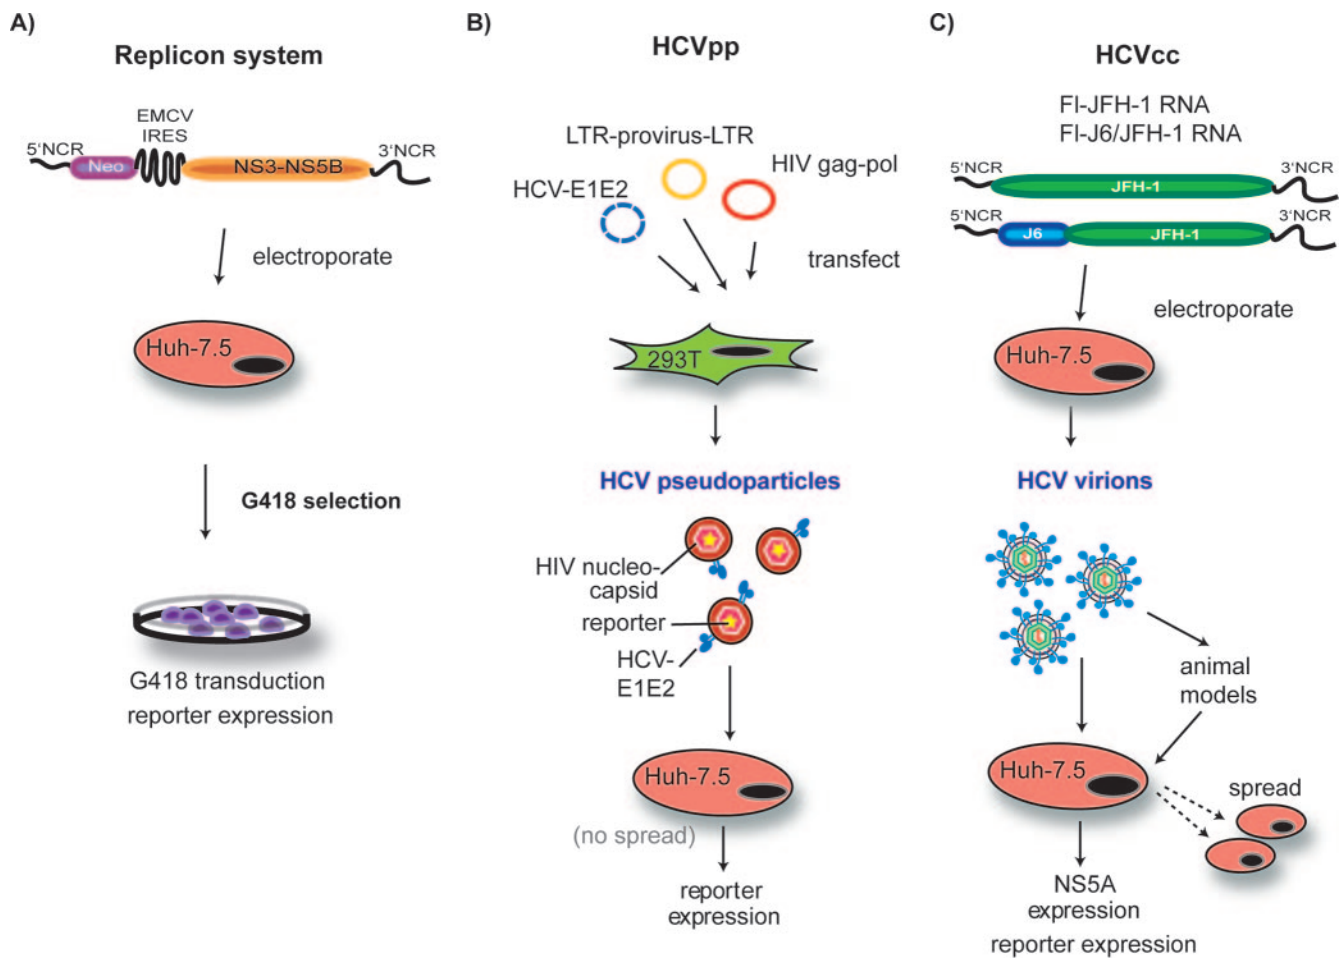 A)
Replicon system
EMCV
IRES
5‘NCR
Neo
NS3-NS5B
3‘NCR
electroporate
Huh-7.5
G418 selection
G418 transduction
reporter expression
B)
HCVpp
LTR-provirus-LTR
HIV gag-pol
HCV-E1E2
transfect
293T
HCV pseudoparticles
HIV nucleo-
capsid
reporter
HCV-
E1E2
Huh-7.5
(no spread)
reporter
expression
C)
HCVcc
Fl-JFH-1 RNA
Fl-J6/JFH-1 RNA
5‘NCR
JFH-1
3‘NCR
5‘NCR
J6
JFH-1
3‘NCR
electroporate
Huh-7.5
HCV virions
animal
models
Huh-7.5
spread
NS5A
expression
reporter expression